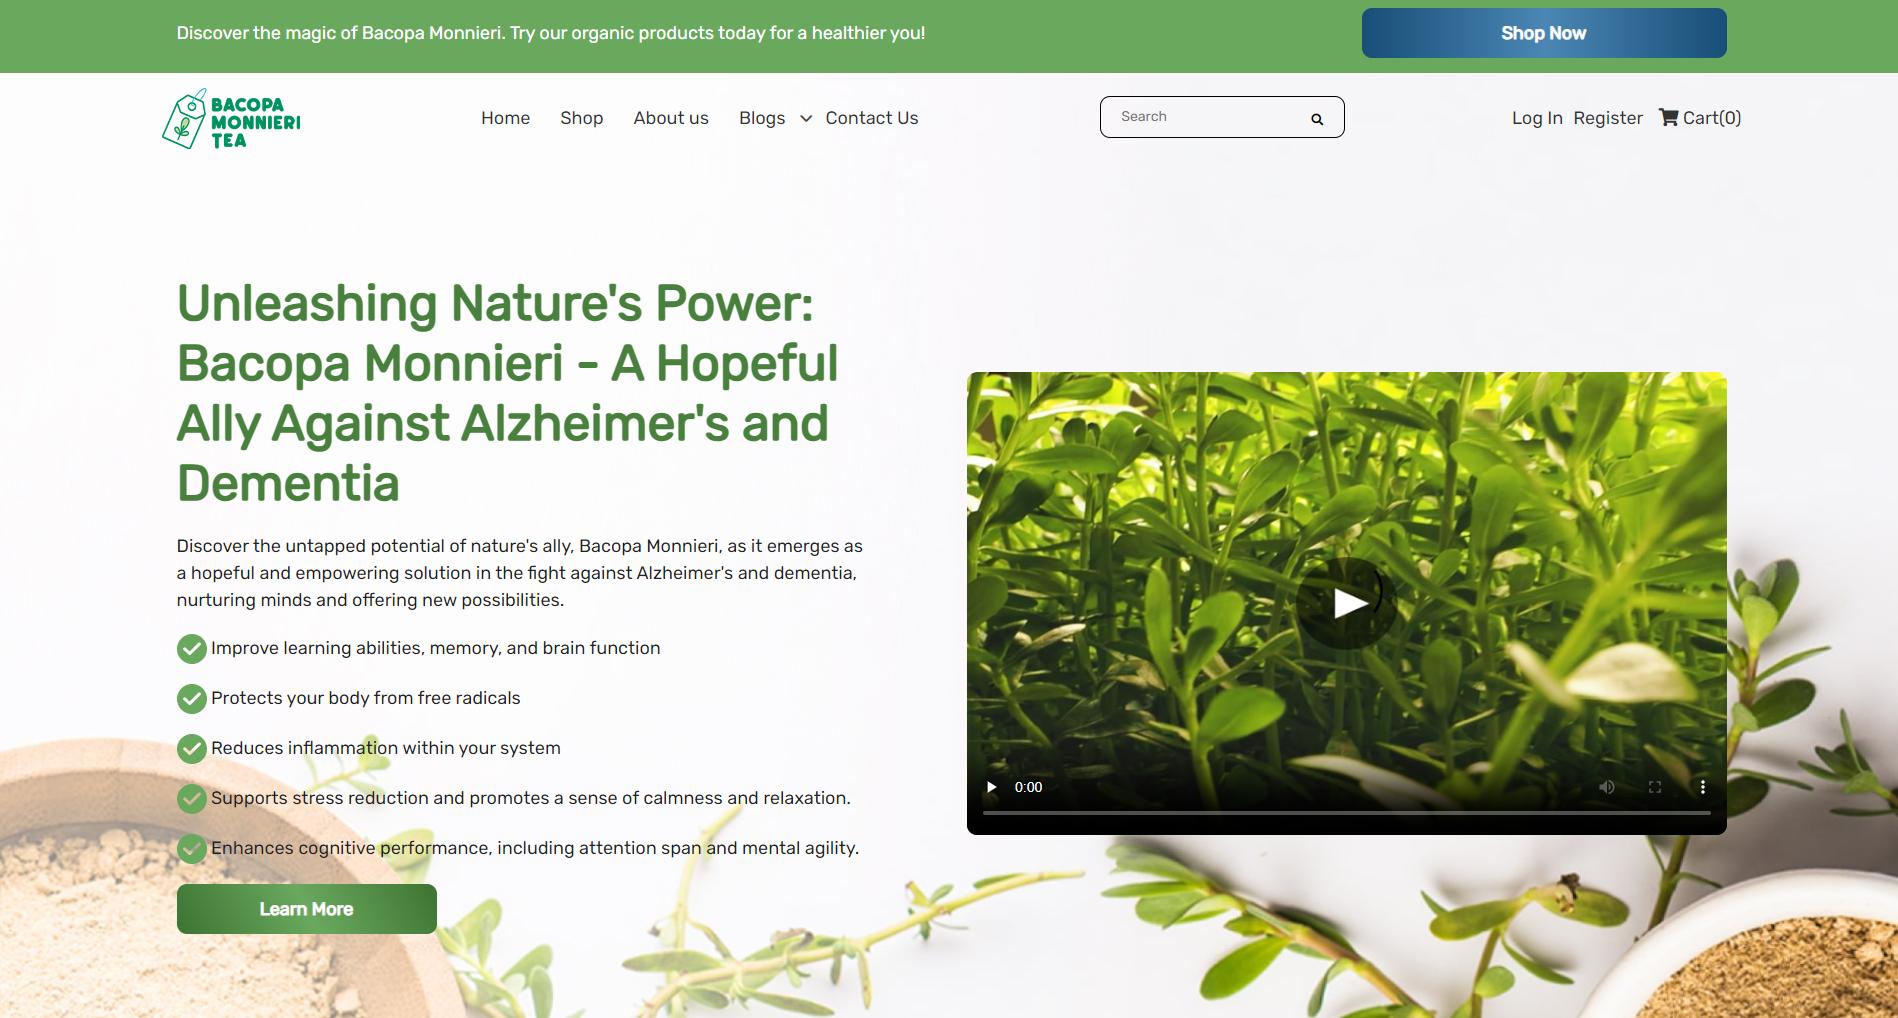 Discover the magic of Bacopa Monnieri. Try our organic products today for a healthier you!
Shop Now
BACOPA
MONNIERI
TEA
Home
Shop
About us
Blogs
Contact Us
Search
Log In
Register
Cart(0)
Unleashing Nature's Power:
Bacopa Monnieri - A Hopeful
Ally Against Alzheimer's and
Dementia
Discover the untapped potential of nature's ally, Bacopa Monnieri, as it emerges as
a hopeful and empowering solution in the fight against Alzheimer's and dementia,
nurturing minds and offering new possibilities.
Improve learning abilities, memory, and brain function
Protects your body from free radicals
Reduces inflammation within your system
Supports stress reduction and promotes a sense of calmness and relaxation.
Enhances cognitive performance, including attention span and mental agility.
Learn More
0:00